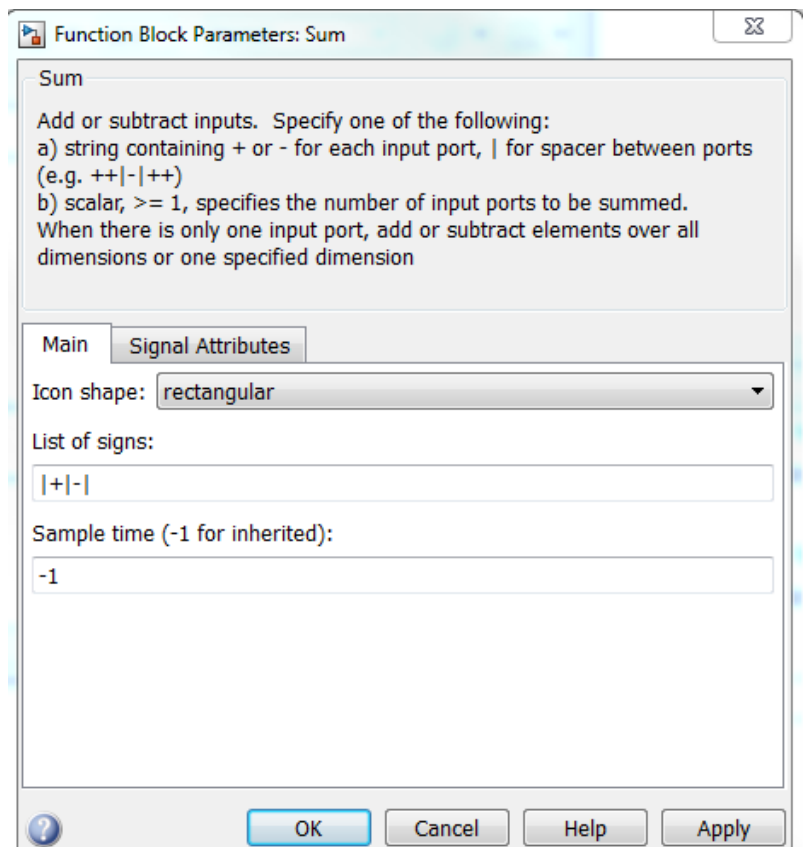 Function Block Parameters: Sum
Sum
Add or subtract inputs.  Specify one of the following:
a) string containing + or - for each input port, | for spacer between ports
(e.g. ++|-|++)
b) scalar, >= 1, specifies the number of input ports to be summed.
When there is only one input port, add or subtract elements over all
dimensions or one specified dimension
Main Signal Attributes
Icon shape: rectangular
List of signs:
|+|-|
Sample time (-1 for inherited):
-1
OK Cancel Help Apply